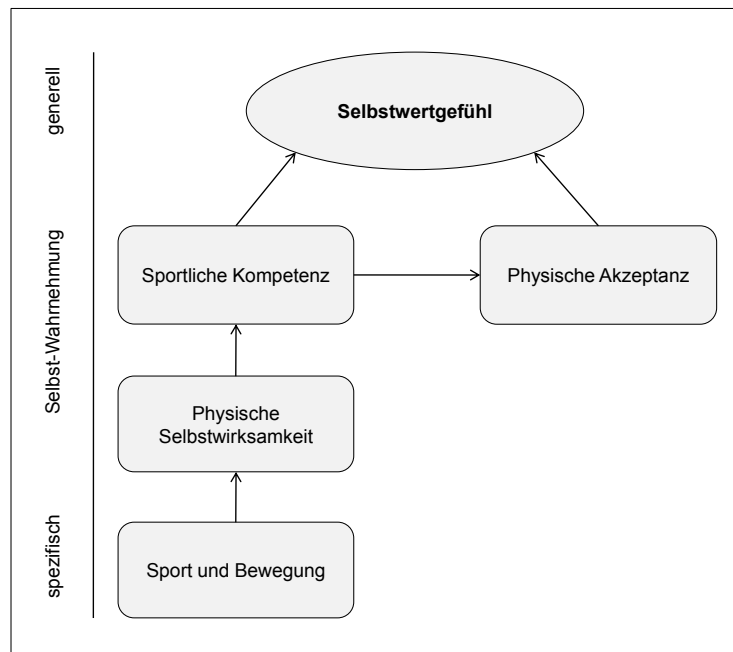 generell
Selbstwertgefühl
Selbst-Wahrnehmung
Sportliche Kompetenz
Physische Akzeptanz
Physische
Selbstwirksamkeit
spezifisch
Sport und Bewegung